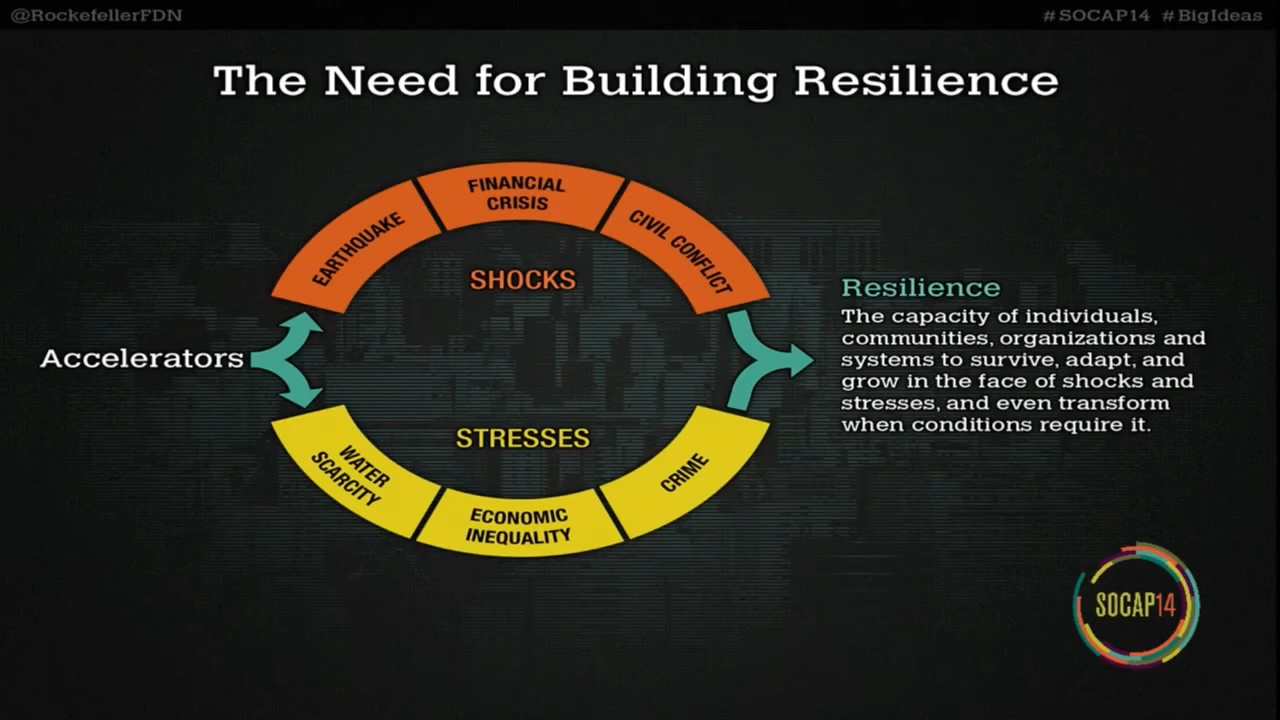 @RockefellerFDN
#SOCAP14 #BigIdeas
The Need for Building Resilience
EARTHQUAKE
FINANCIAL
CRISIS
CIVIL CONFLICT
SHOCKS
Accelerators
STRESSES
WATER
SCARCITY
ECONOMIC
INEQUALITY
CRIME
Resilience
The capacity of individuals,
communities, organizations and
systems to survive, adapt, and
grow in the face of shocks and
stresses, and even transform
when conditions require it.
SOCAP14